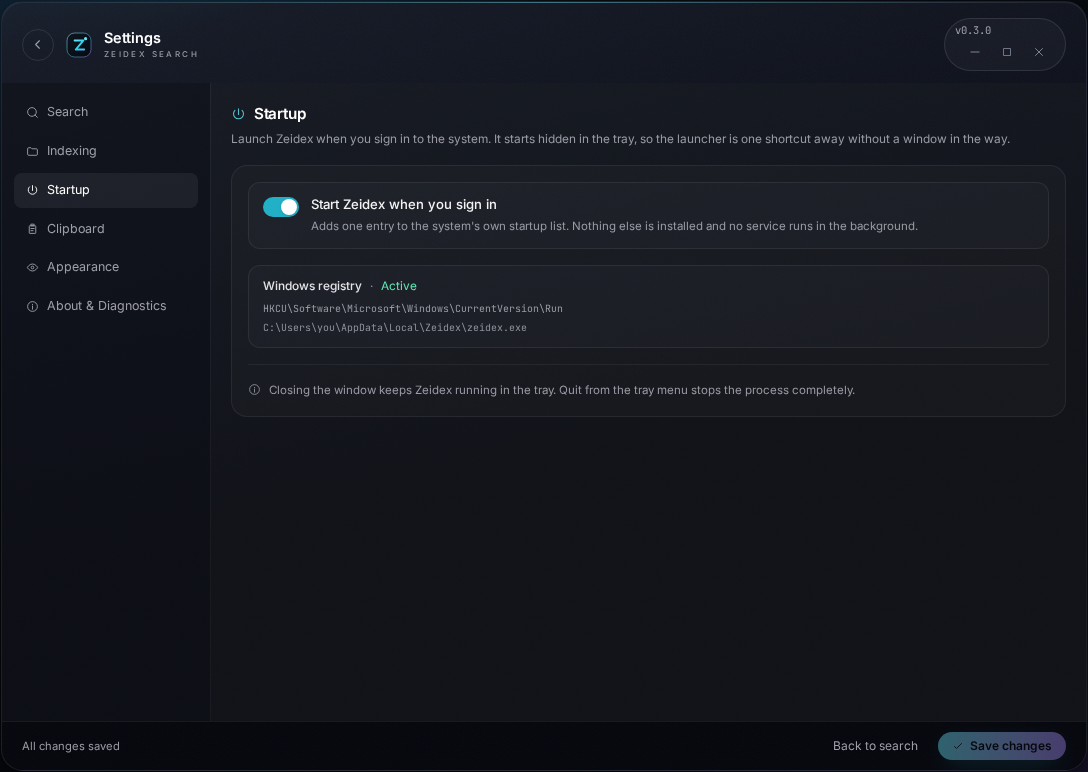 Settings
ZEIDEX SEARCH
v0.3.0
Search
Indexing
Startup
Clipboard
Appearance
About & Diagnostics
Startup
Launch Zeidex when you sign in to the system. It starts hidden in the tray, so the launcher is one shortcut away without a window in the way.
Start Zeidex when you sign in
Adds one entry to the system's own startup list. Nothing else is installed and no service runs in the background.
Windows registry · Active
HKCU\Software\Microsoft\Windows\CurrentVersion\Run
C:\Users\you\AppData\Local\Zeidex\zeidex.exe
Closing the window keeps Zeidex running in the tray. Quit from the tray menu stops the process completely.
All changes saved
Back to search
Save changes